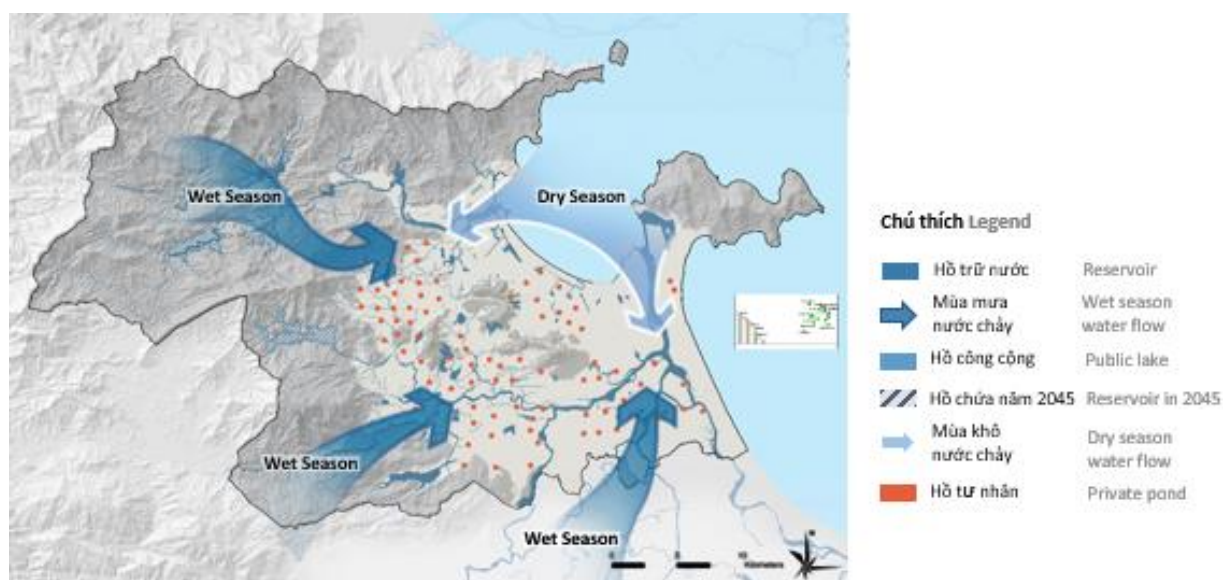 Wet Season
Dry Season
Wet Season
Wet Season
Chú thích Legend
Hồ trữ nước Reservoir
Mùa mưa Wet season
nước chảy water flow
Hồ công cộng Public lake
Hồ chứa năm 2045 Reservoir in 2045
Mùa khô Dry season
nước chảy water flow
Hồ tư nhân Private pond
Kilometers